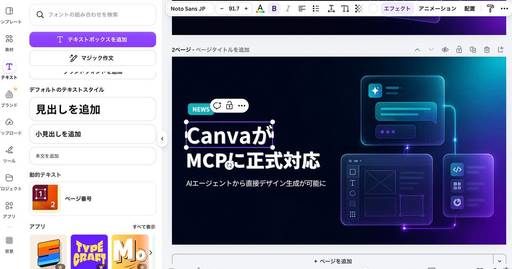 フォントの組み合わせを検索
テキストボックスを追加
マジック作文
デフォルトのテキストスタイル
見出しを追加
小見出しを追加
本文を追加
動的テキスト
ページ番号
アプリ
すべて表示
ンプレート
素材
テキスト
ブランド
ップロード
ツール
ロジェクト
アプリ
背景
Noto Sans JP
91.7
エフェクト
アニメーション
配置
2ページ - ページタイトルを追加
NEWS
Canvaが
MCPに正式対応
AIエージェントから直接デザイン生成が可能に
+ ページを追加
TYPE
CRAFT